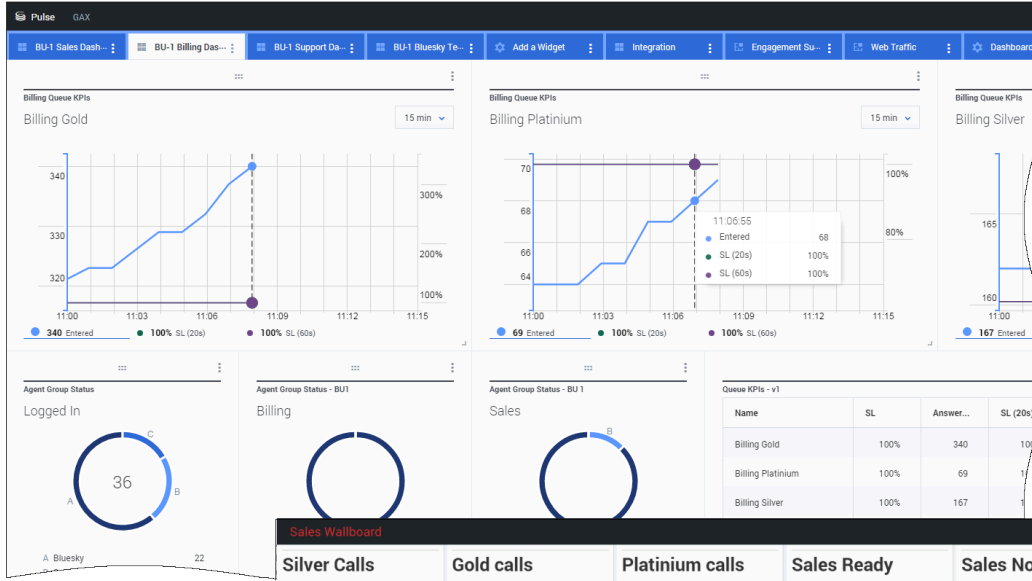 Pulse GAX
BU-1 Sales Dash... BU-1 Billing Das... BU-1 Support Da... BU-1 Bluesky Te... Add a Widget Integration Engagement Su... Web Traffic Dashboard
Billing Queue KPIs
Billing Gold
15 min
340
330
320
300%
200%
100%
11:00 11:03 11:06 11:09 11:12 11:15
340 Entered 100% SL (20s) 100% SL (60s)
Billing Queue KPIs
Billing Platinium
15 min
70
68
66
64
100%
80%
11:06:55
Entered 68
SL (20s) 100%
SL (60s) 100%
11:00 11:03 11:06 11:09 11:12 11:15
69 Entered 100% SL (20s) 100% SL (60s)
Billing Queue KPIs
Billing Silver
165
160
11:00
167 Entered
Agent Group Status
Logged In
36
A
B
C
A Bluesky 22
Agent Group Status - BU1
Billing
Agent Group Status - BU 1
Sales
B
Queue KPIs - v1
Name SL Answer... SL (20s)
Billing Gold 100% 340
Billing Platinium 100% 69
Billing Silver 100% 167
Sales Wallboard
Silver Calls Gold calls Platinium calls Sales Ready Sales